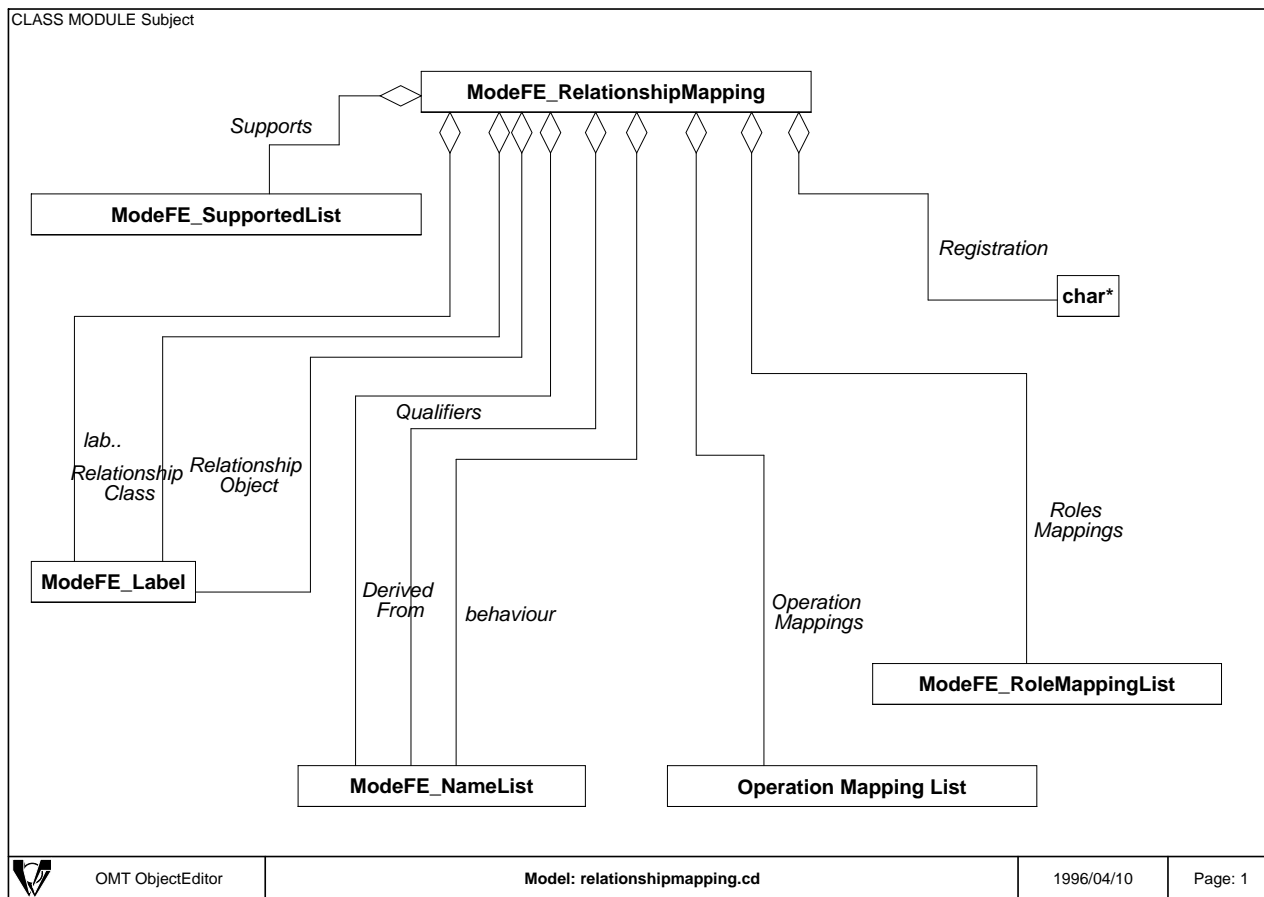 CLASS MODULE Subject
ModeFE_RelationshipMapping
Supports
ModeFE_SupportedList
Registration
char*
Qualifiers
lab..
Relationship
Class
Relationship
Object
Roles
Mappings
ModeFE_Label
Derived
From
behaviour
Operation
Mappings
ModeFE_RoleMappingList
ModeFE_NameList
Operation Mapping List
OMT ObjectEditor
Model: relationshipmapping.cd
1996/04/10
Page: 1